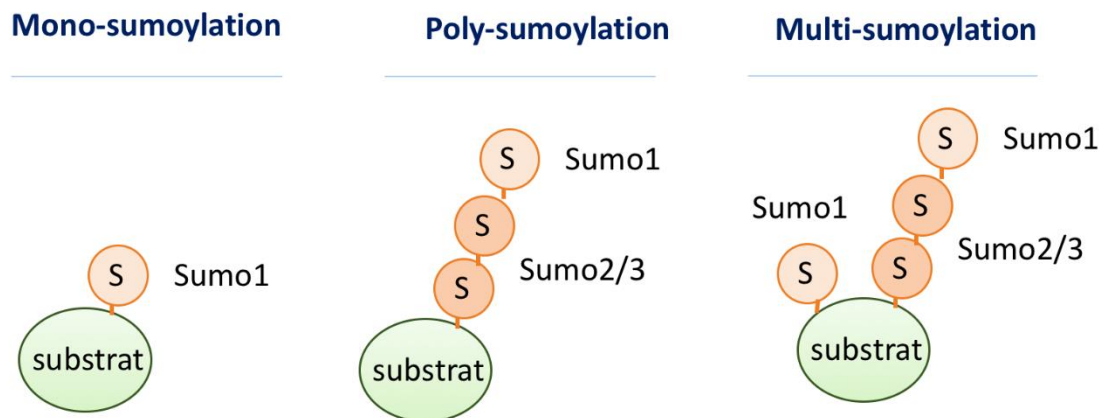 Mono-sumoylation
S
Sumo1
substrat
Poly-sumoylation
S
Sumo1
S
S
Sumo2/3
substrat
Multi-sumoylation
S
Sumo1
Sumo1
S
S
S
Sumo2/3
substrat